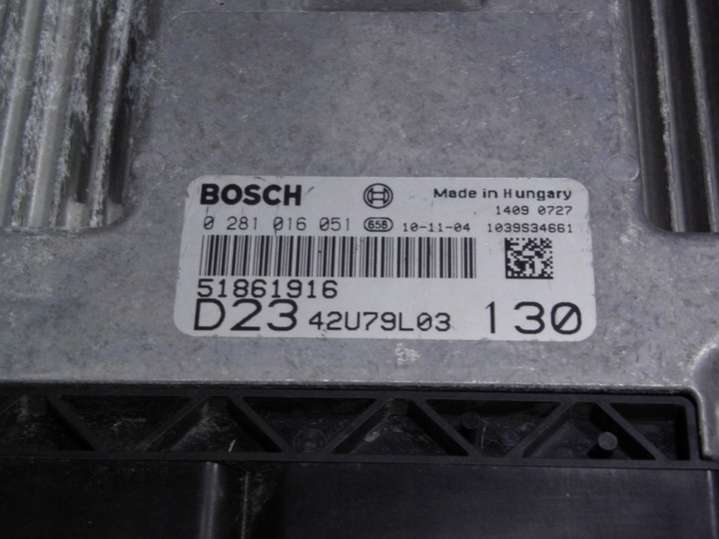 BOSCH Made in Hungary
1409 0727
0 281 016 051 656 10-11-04 1039S34661
51861916
D23 42U79L03 130